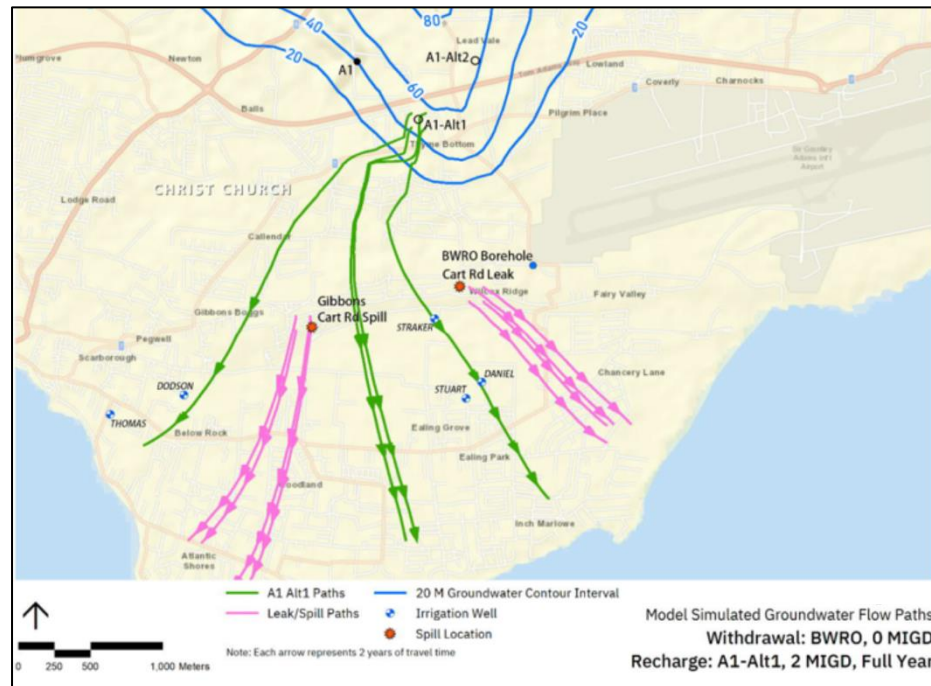 80
40
20
20
Lead Vale
Newton
A1-Alt2
Lowland
A1
60
Coverly
Charnocks
Balls
A1-Alt1
Pilgrim Place
CHRIST CHURCH
Lodge Road
Callendar
BWRO Borehole
Cart Rd Leak
Wilcox Ridge
Fairy Valley
Gibbons
Cart Rd Spill
Gibbons Boggs
STRAKER
Pegwell
Scarborough
DODSON
DANIEL
STUART
Chancery Lane
THOMAS
Below Rock
Ealing Grove
Ealing Park
Inch Marlowe
Atlantic
Shores
A1 Alt1 Paths
20 M Groundwater Contour Interval
Leak/Spill Paths
Irrigation Well
Spill Location
Note: Each arrow represents 2 years of travel time
0 250 500 1,000 Meters
Model Simulated Groundwater Flow Paths
Withdrawal: BWRO, 0 MIGD
Recharge: A1-Alt1, 2 MIGD, Full Year